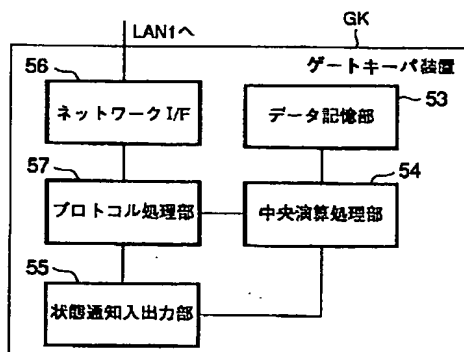 LAN1へ
GK
ゲートキーパ装置
56
ネットワーク I/F
53
データ記憶部
57
プロトコル処理部
54
中央演算処理部
55
状態通知入出力部